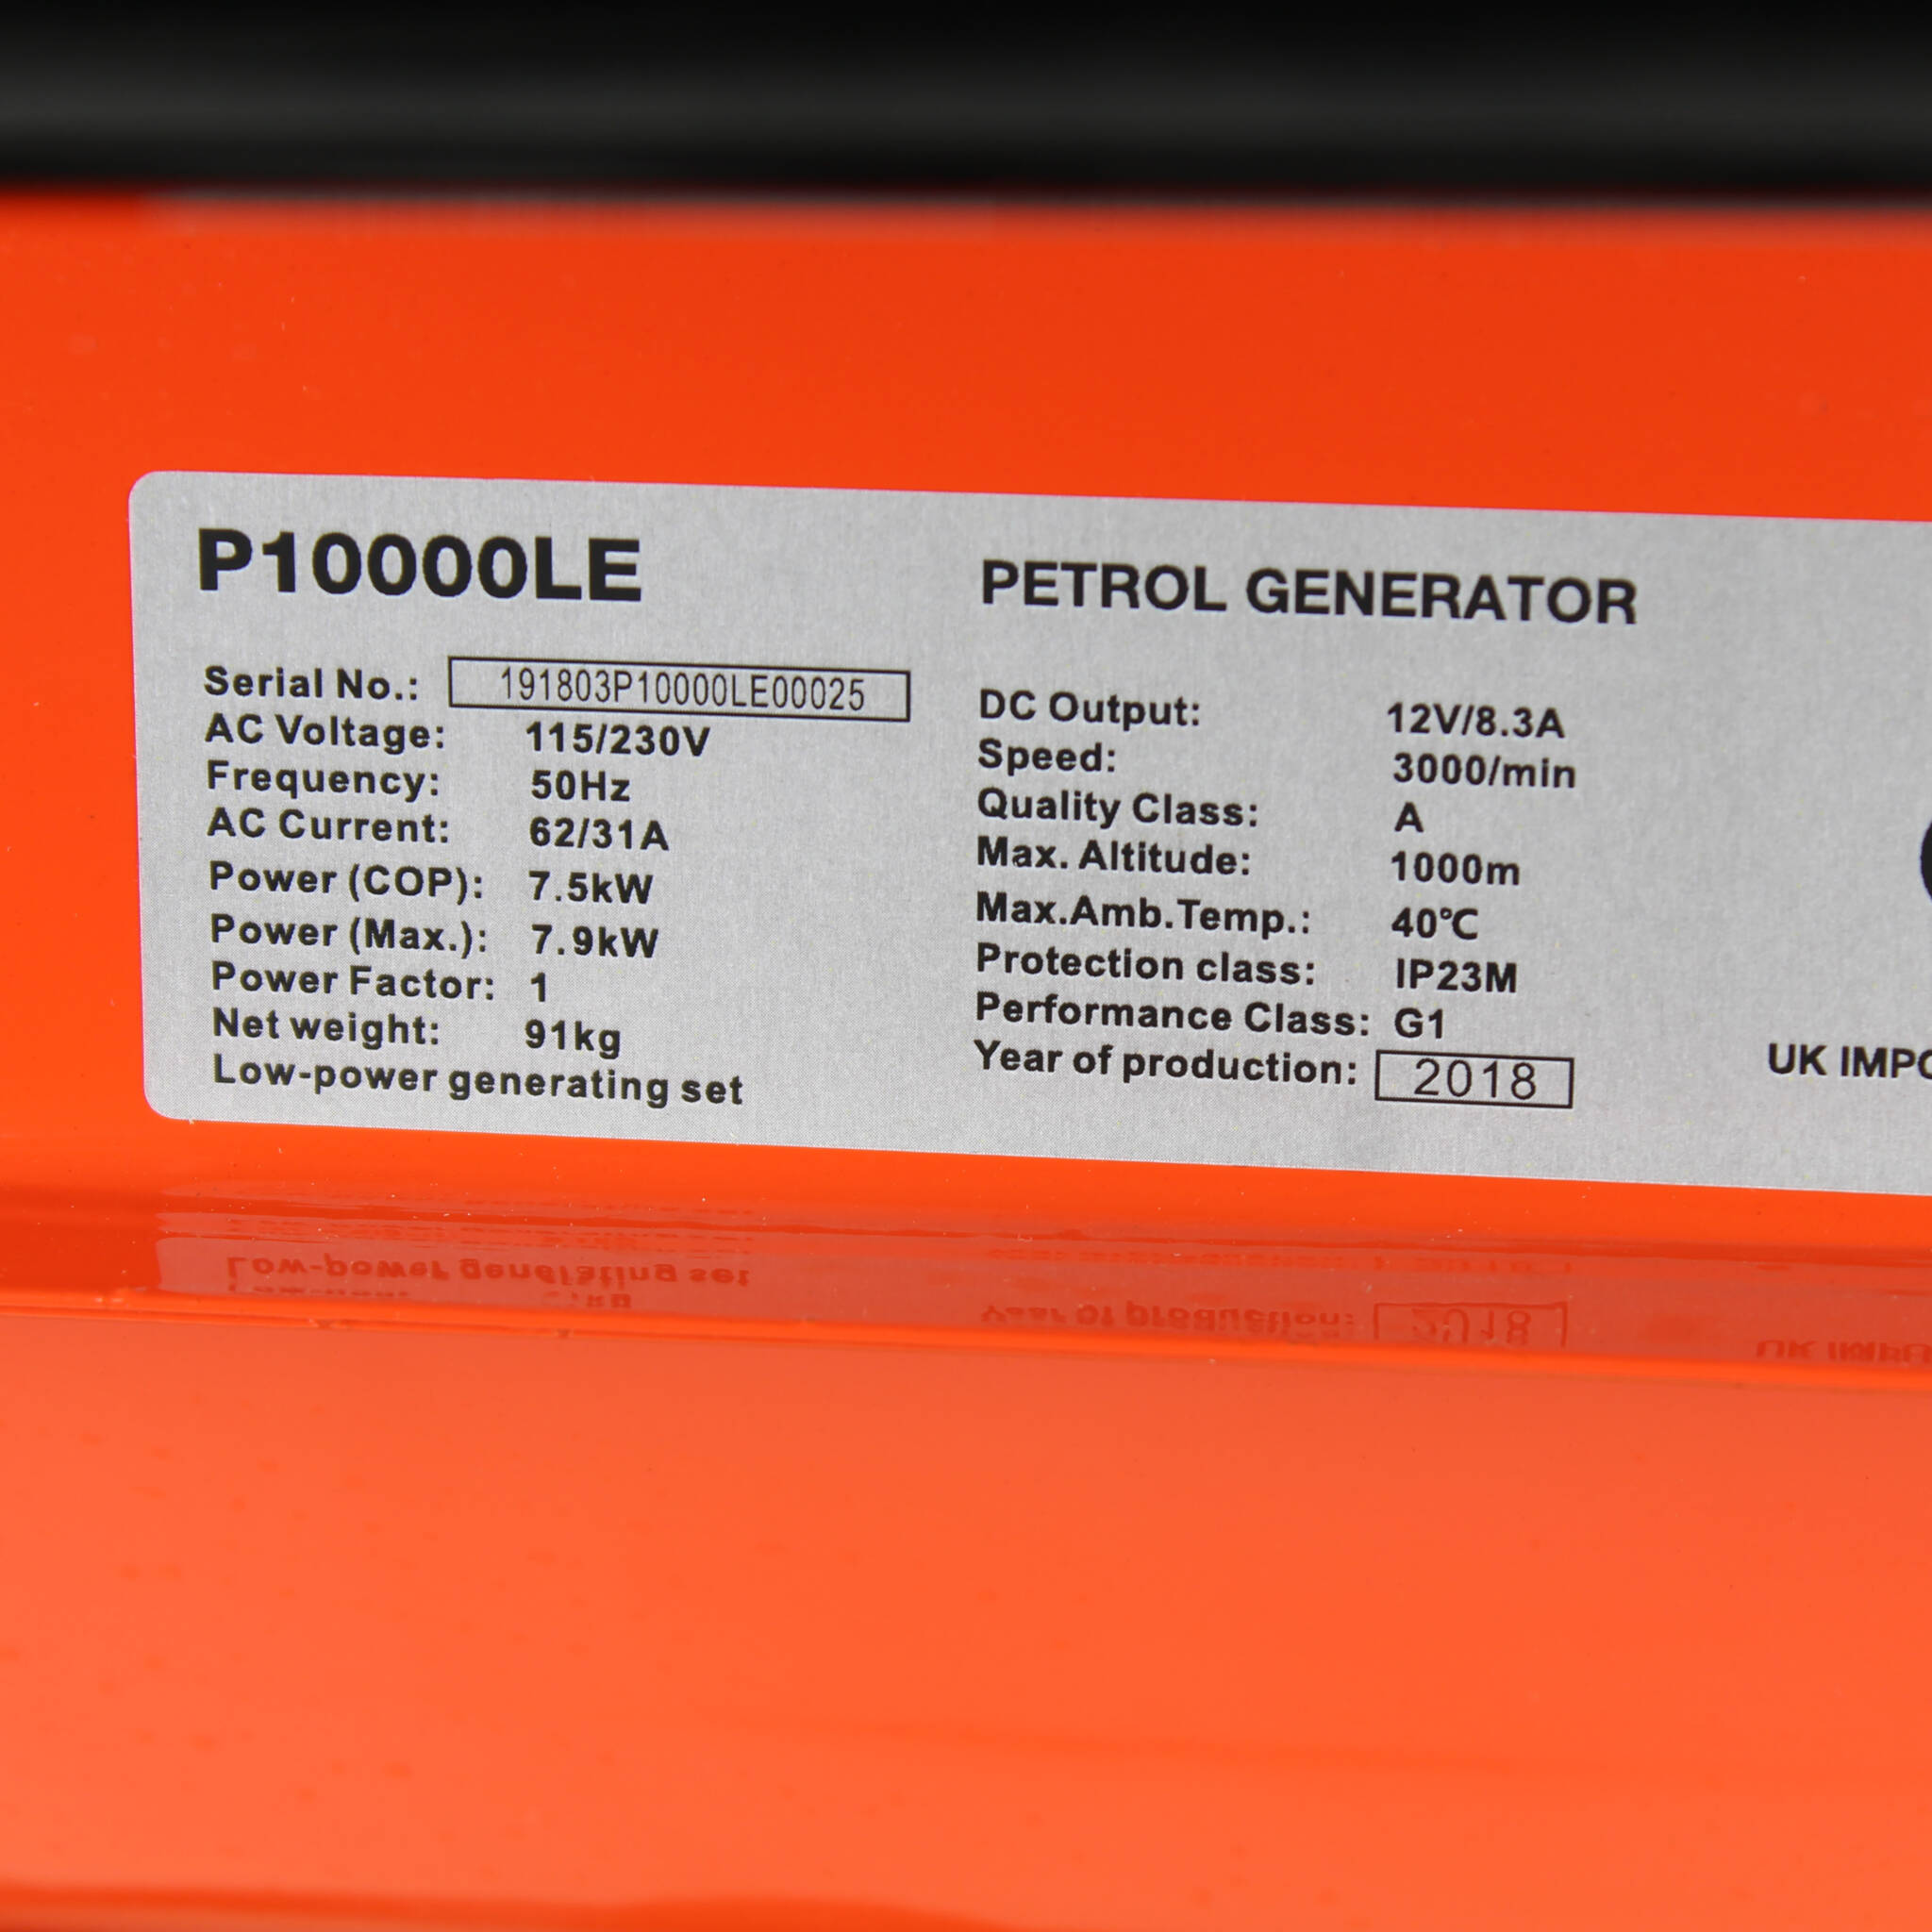 P10000LE
Serial No.: 191803P10000LE00025
AC Voltage: 115/230V
Frequency: 50Hz
AC Current: 62/31A
Power (COP): 7.5kW
Power (Max.): 7.9kW
Power Factor: 1
Net weight: 91kg
Low-power generating set
PETROL GENERATOR
DC Output: 12V/8.3A
Speed: 3000/min
Quality Class: A
Max. Altitude: 1000m
Max.Amb.Temp.: 40℃
Protection class: IP23M
Performance Class: G1
Year of production: 2018
UK